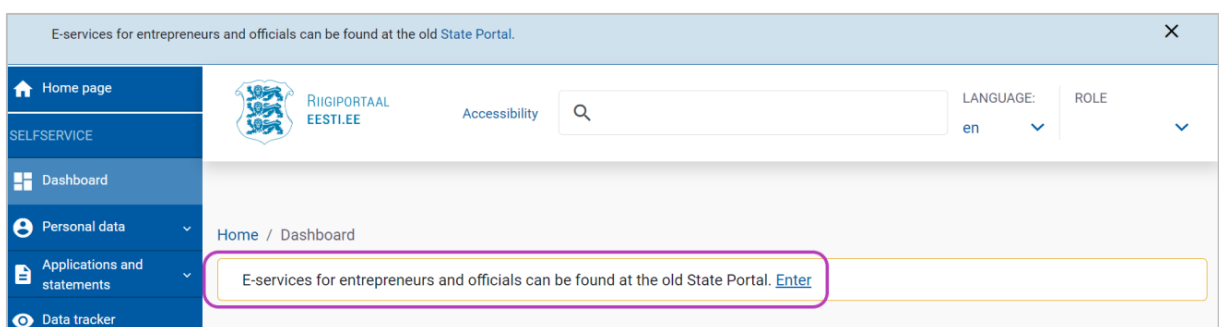 E-services for entrepreneurs and officials can be found at the old State Portal.
Home page
SELFSERVICE
Dashboard
Personal data
Applications and
statements
Data tracker
RIIGIPORTAAL
EESTI.EE
Accessibility
LANGUAGE:
en
ROLE
Home / Dashboard
E-services for entrepreneurs and officials can be found at the old State Portal. Enter